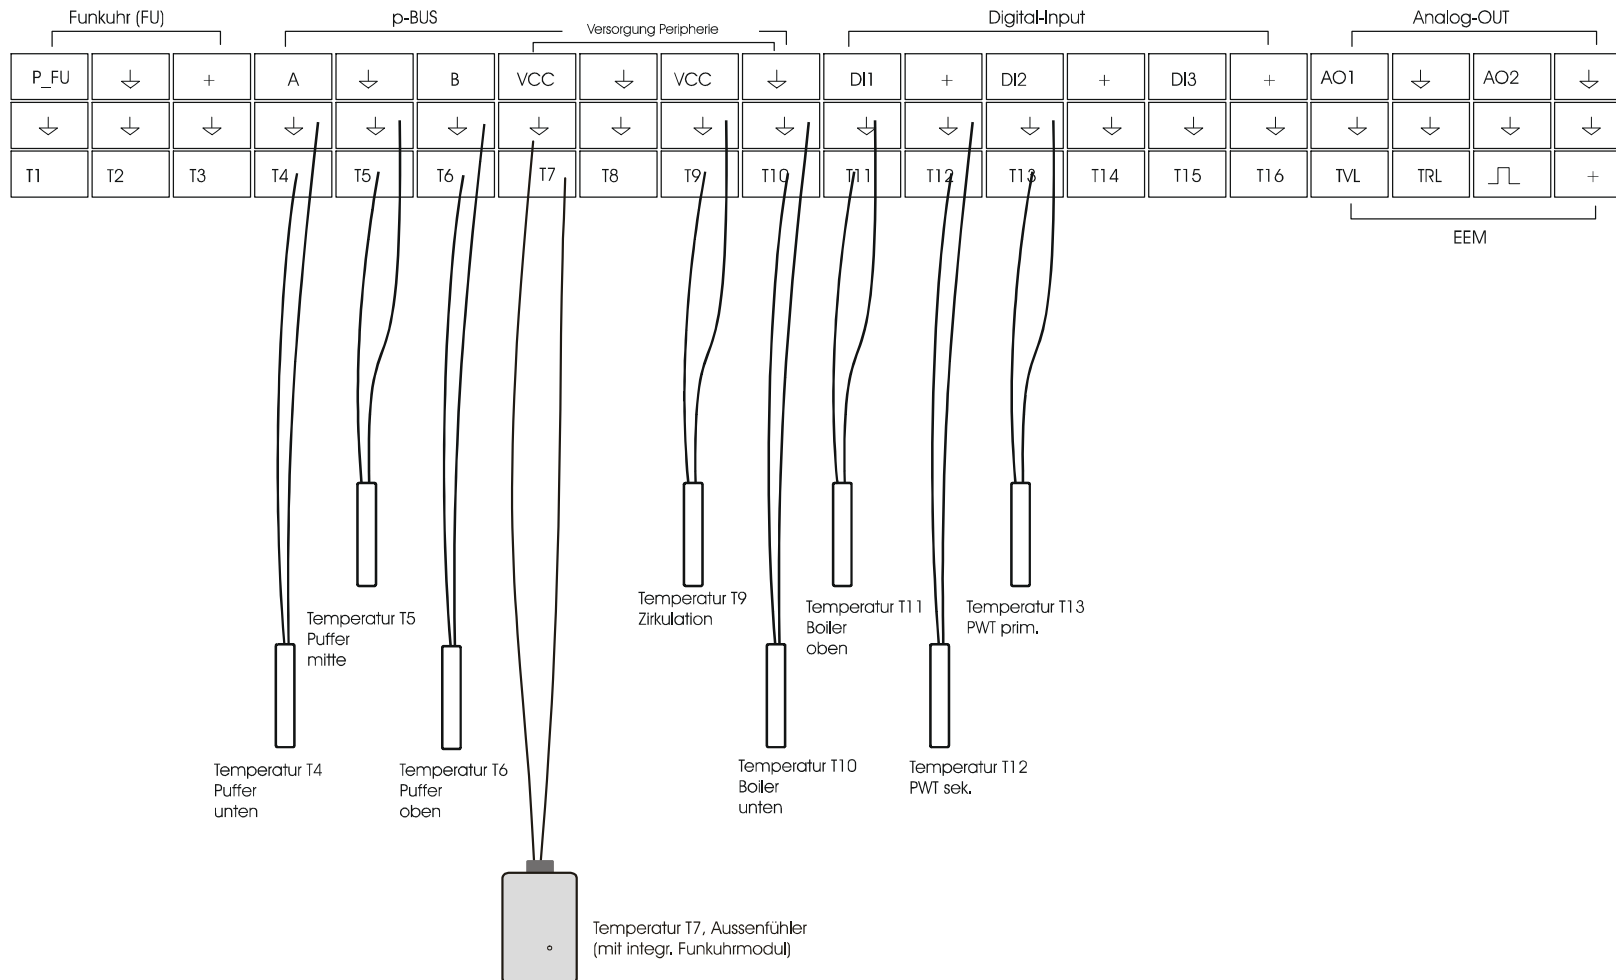 Funkuhr (FU) p-BUS Digital-Input Analog-OUT
Versorgung Peripherie
P_FU + A B VCC VCC DI1 + DI2 + DI3 + AO1 AO2
T1 T2 T3 T4 T5 T6 T7 T8 T9 T10 T11 T12 T13 T14 T15 T16 TVL TRL +
EEM
Temperatur T5
Puffer
mitte
Temperatur T9
Zirkulation
Temperatur T11
Boiler
oben
Temperatur T13
PWT prim.
Temperatur T4
Puffer
unten
Temperatur T6
Puffer
oben
Temperatur T10
Boiler
unten
Temperatur T12
PWT sek.
Temperatur T7, Aussenfühler
(mit integr. Funkuhrmodul)